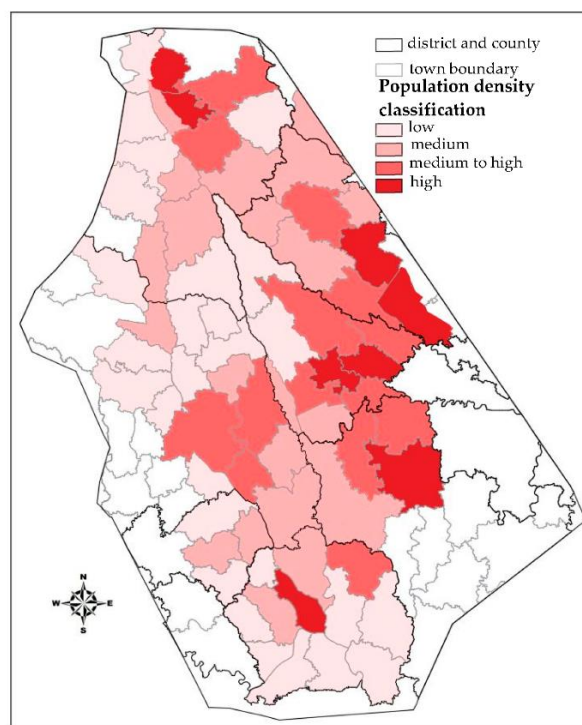 district and county
town boundary
Population density
classification
low
medium
medium to high
high
N
W E
S